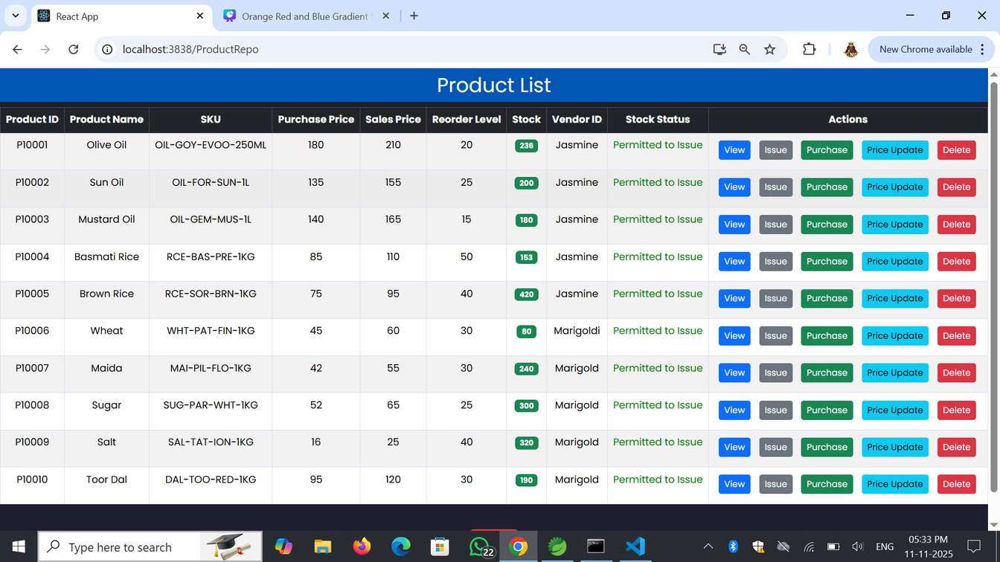 React App
Orange Red and Blue Gradient
localhost:3838/ProductRepo
New Chrome available
Product List
Product ID Product Name SKU Purchase Price Sales Price Reorder Level Stock Vendor ID Stock Status Actions
P10001 Olive Oil OIL-GOY-EVOO-250ML 180 210 20 236 Jasmine Permitted to Issue View Issue Purchase Price Update Delete
P10002 Sun Oil OIL-FOR-SUN-1L 135 155 25 200 Jasmine Permitted to Issue View Issue Purchase Price Update Delete
P10003 Mustard Oil OIL-GEM-MUS-1L 140 165 15 180 Jasmine Permitted to Issue View Issue Purchase Price Update Delete
P10004 Basmati Rice RCE-BAS-PRE-1KG 85 110 50 153 Jasmine Permitted to Issue View Issue Purchase Price Update Delete
P10005 Brown Rice RCE-SOR-BRN-1KG 75 95 40 420 Jasmine Permitted to Issue View Issue Purchase Price Update Delete
P10006 Wheat WHT-PAT-FIN-1KG 45 60 30 80 Marigoldi Permitted to Issue View Issue Purchase Price Update Delete
P10007 Maida MAI-PIL-FLO-1KG 42 55 30 240 Marigold Permitted to Issue View Issue Purchase Price Update Delete
P10008 Sugar SUG-PAR-WHT-1KG 52 65 25 300 Marigold Permitted to Issue View Issue Purchase Price Update Delete
P10009 Salt SAL-TAT-ION-1KG 16 25 40 320 Marigold Permitted to Issue View Issue Purchase Price Update Delete
P10010 Toor Dal DAL-TOO-RED-1KG 95 120 30 190 Marigold Permitted to Issue View Issue Purchase Price Update Delete
Type here to search
22
ENG
05:33 PM
11-11-2025